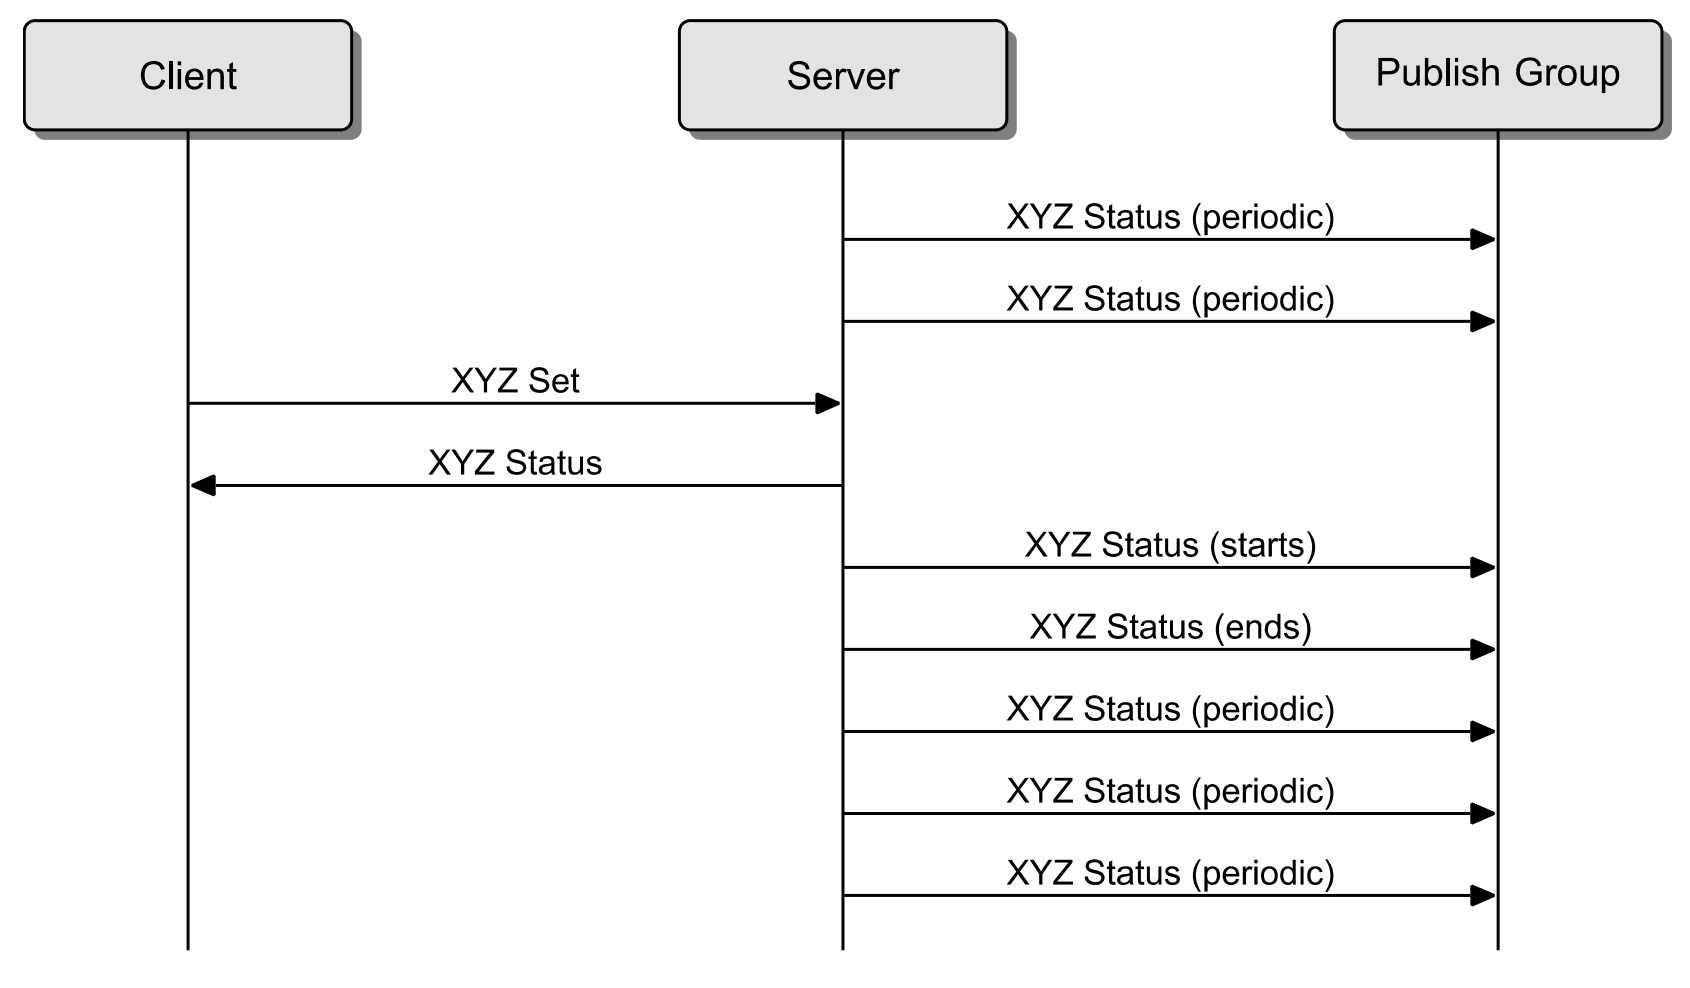 Client
Server
Publish Group
XYZ Status (periodic)
XYZ Status (periodic)
XYZ Set
XYZ Status
XYZ Status (starts)
XYZ Status (ends)
XYZ Status (periodic)
XYZ Status (periodic)
XYZ Status (periodic)